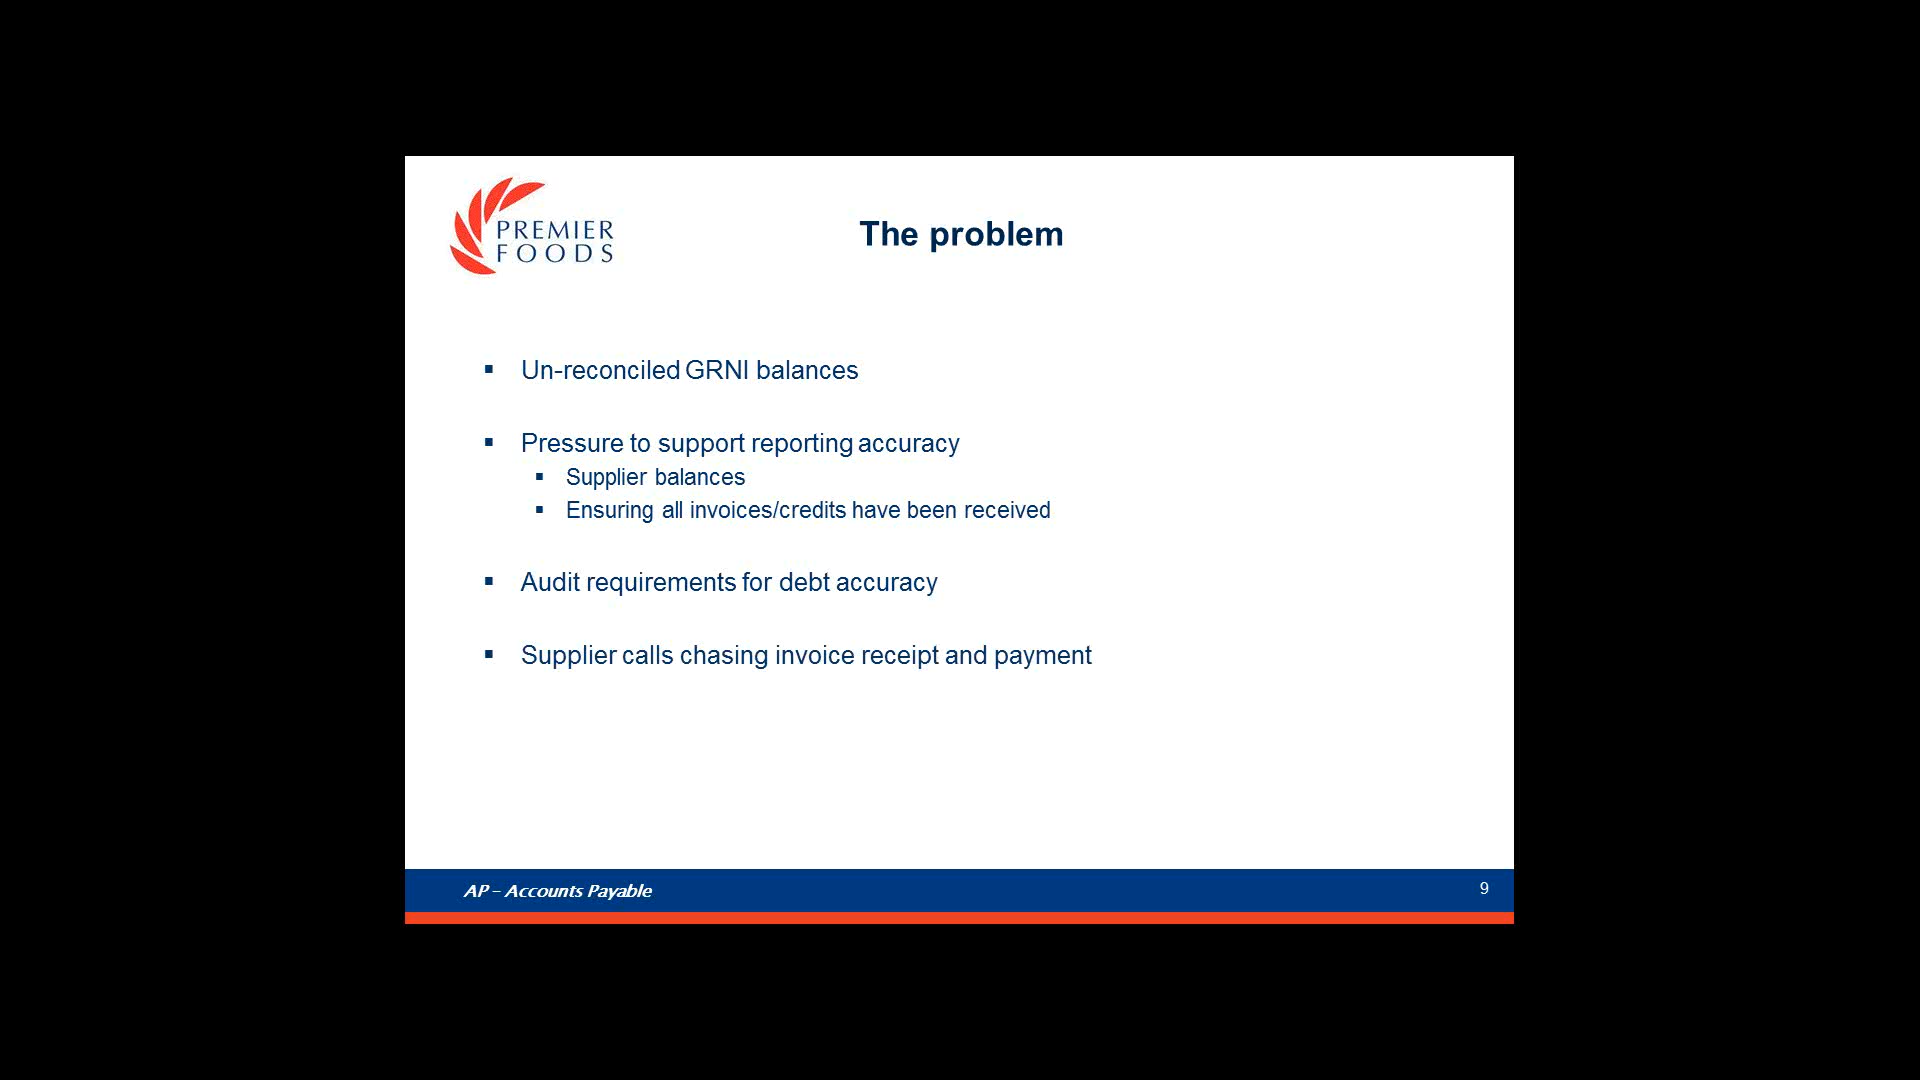 PREMIER
FOODS
The problem
▪ Un-reconciled GRNI balances
▪ Pressure to support reporting accuracy
▪ Supplier balances
▪ Ensuring all invoices/credits have been received
▪ Audit requirements for debt accuracy
▪ Supplier calls chasing invoice receipt and payment
AP – Accounts Payable
9